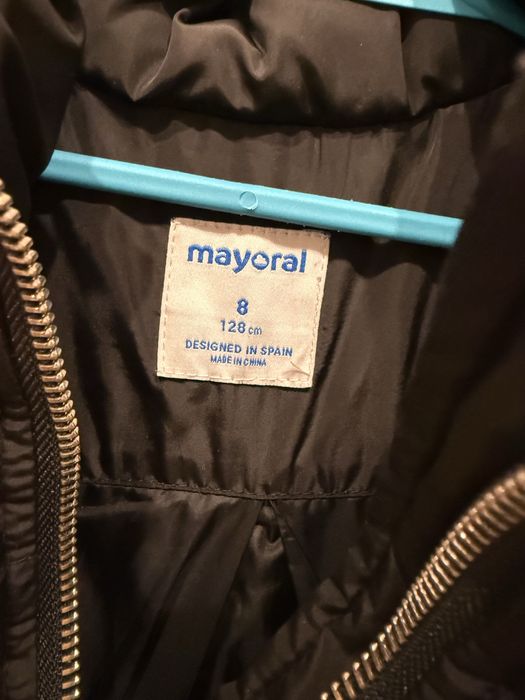 mayoral
8
128 cm
DESIGNED IN SPAIN
MADE IN CHINA